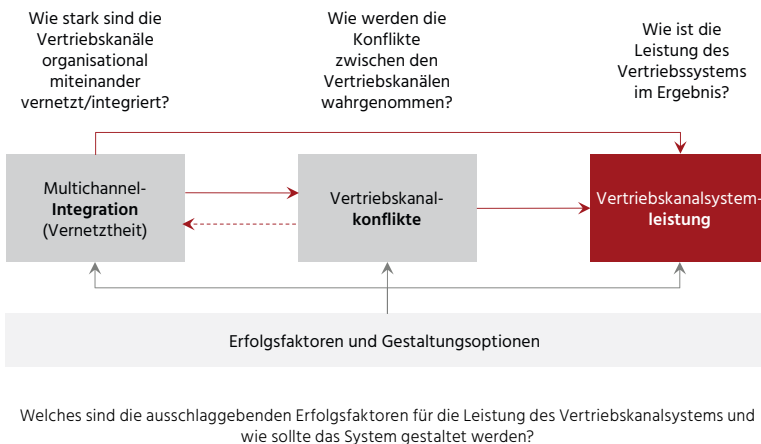 Wie stark sind die
Vertriebskanäle
organisational
miteinander
vernetzt/integriert?
Wie werden die
Konflikte
zwischen den
Vertriebskanälen
wahrgenommen?
Wie ist die
Leistung des
Vertriebssystems
im Ergebnis?
Multichannel-
Integration
(Vernetztheit)
Vertriebskanal-
konflikte
Vertriebskanalsystem-
leistung
Erfolgsfaktoren und Gestaltungsoptionen
Welches sind die ausschlaggebenden Erfolgsfaktoren für die Leistung des Vertriebskanalsystems und
wie sollte das System gestaltet werden?